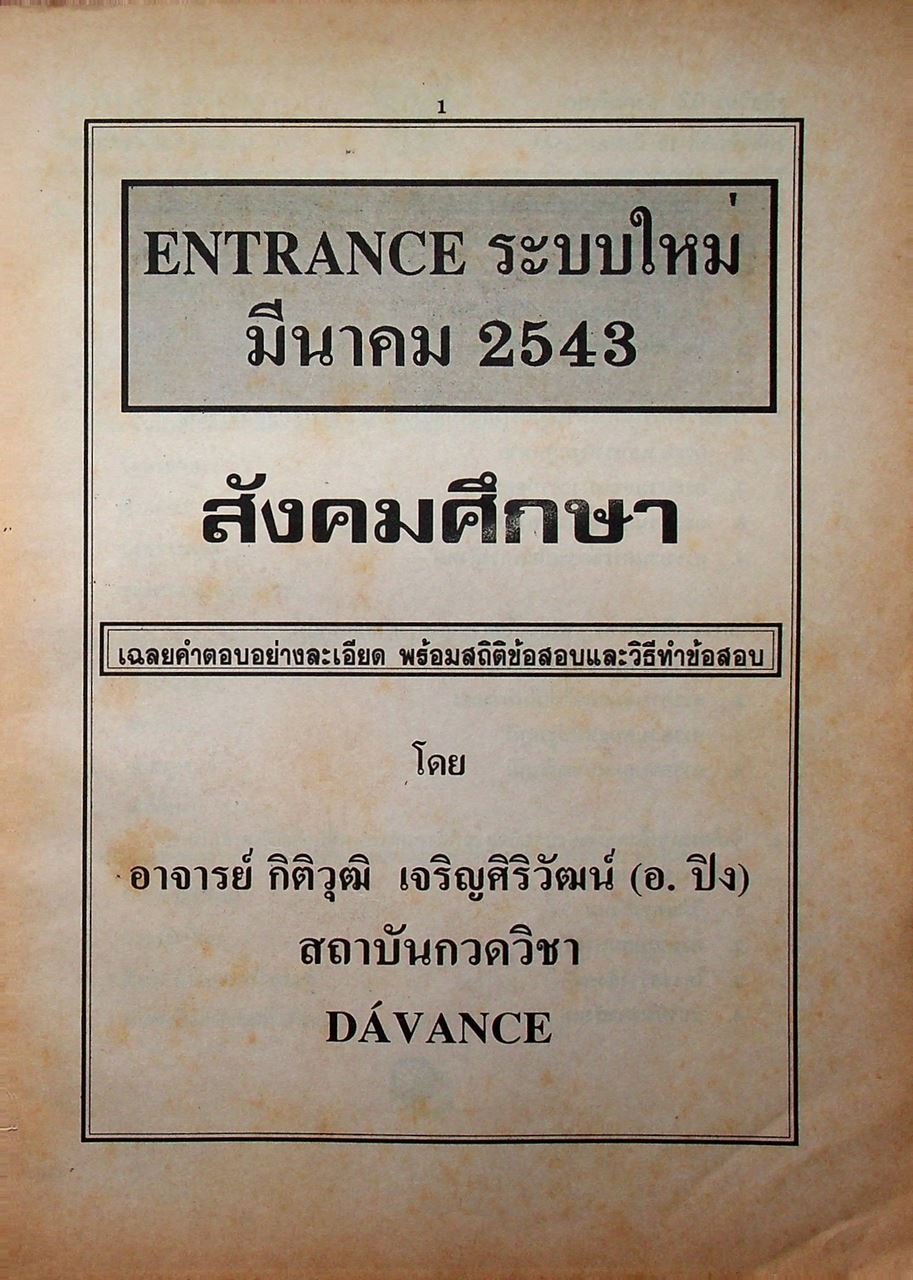 1
ENTRANCE ระบบใหม่
มีนาคม 2543
สังคมศึกษา
เฉลยคำตอบอย่างละเอียด พร้อมสถิติข้อสอบและวิธีทำข้อสอบ
โดย
อาจารย์ กิติวุฒิ เจริญศิริวัฒน์ (อ. ปิง)
สถาบันกวดวิชา
DÁVANCE